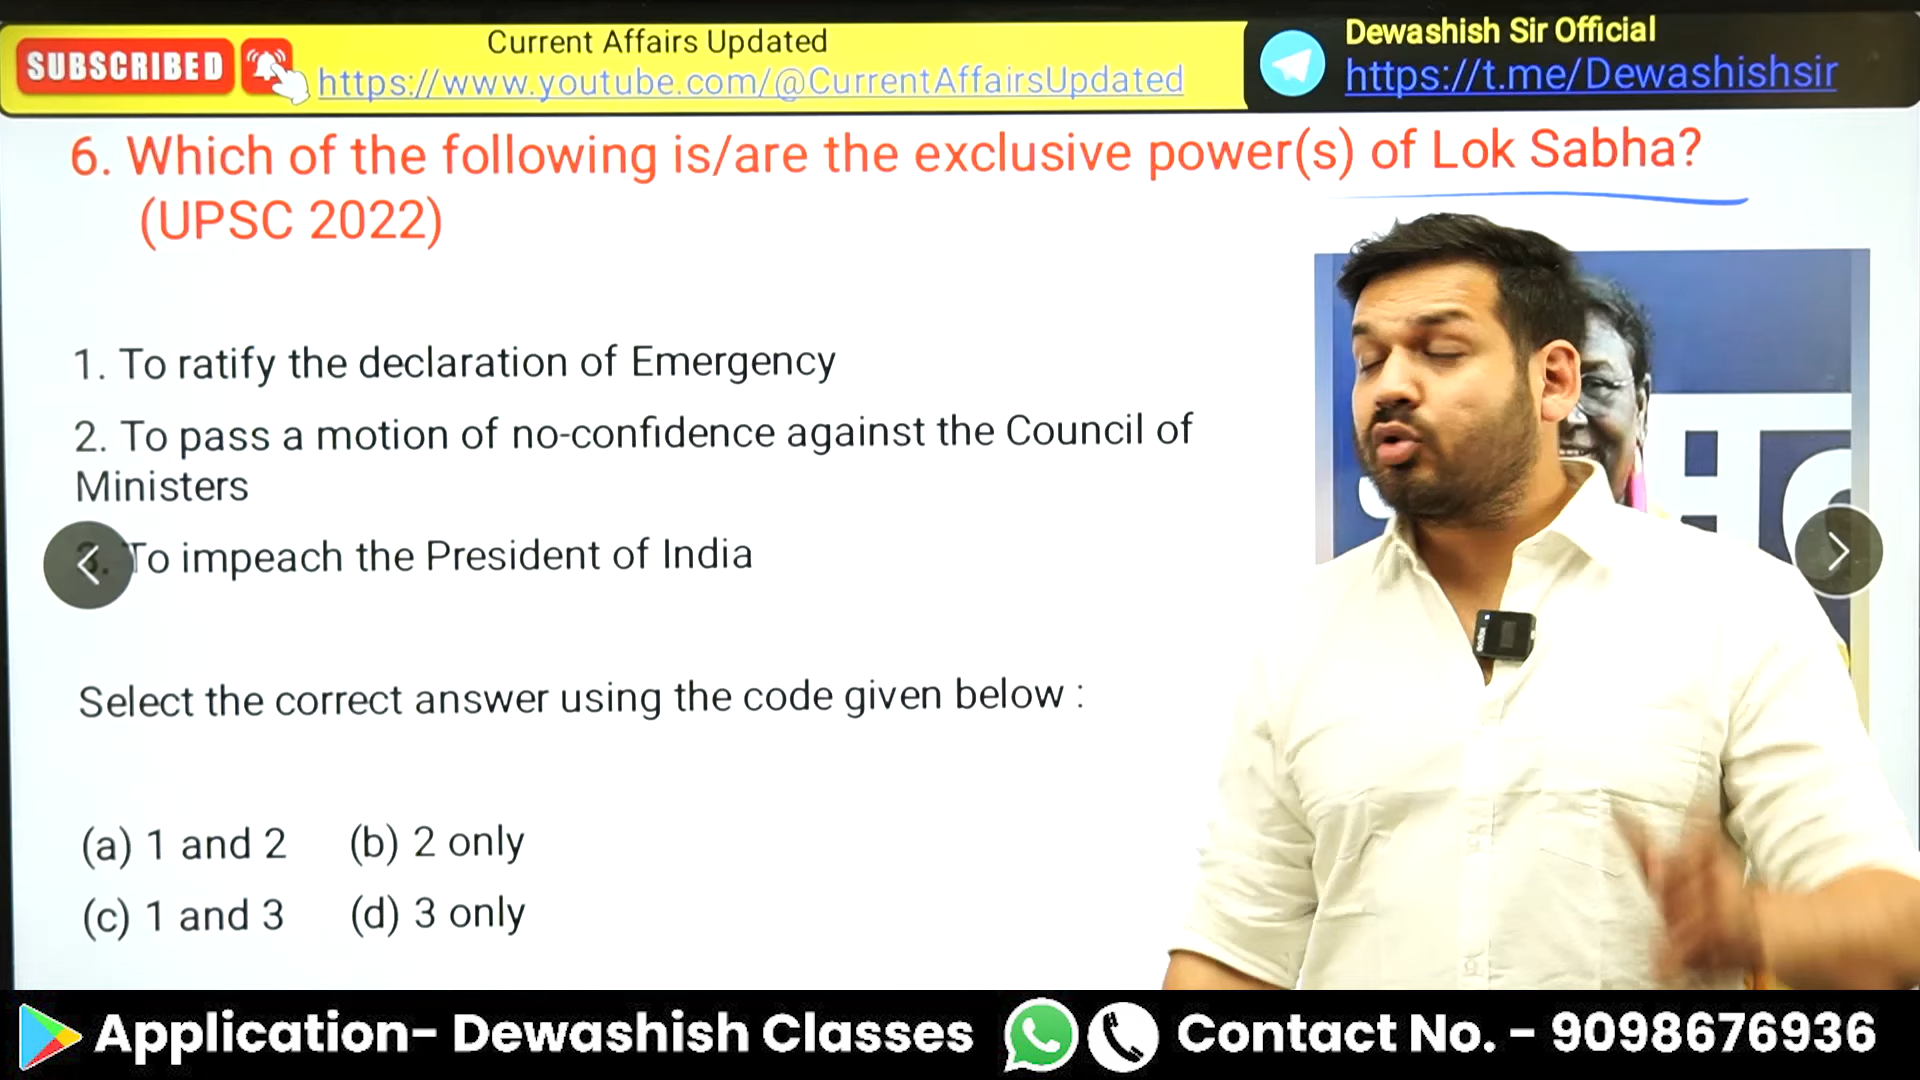 SUBSCRIBED
Current Affairs Updated
https://www.youtube.com/@CurrentAffairsUpdated
Dewashish Sir Official
https://t.me/Dewashishsir
6. Which of the following is/are the exclusive power(s) of Lok Sabha?
(UPSC 2022)
1. To ratify the declaration of Emergency
2. To pass a motion of no-confidence against the Council of
Ministers
3. To impeach the President of India
Select the correct answer using the code given below :
(a) 1 and 2 (b) 2 only
(c) 1 and 3 (d) 3 only
Application- Dewashish Classes
Contact No. - 9098676936